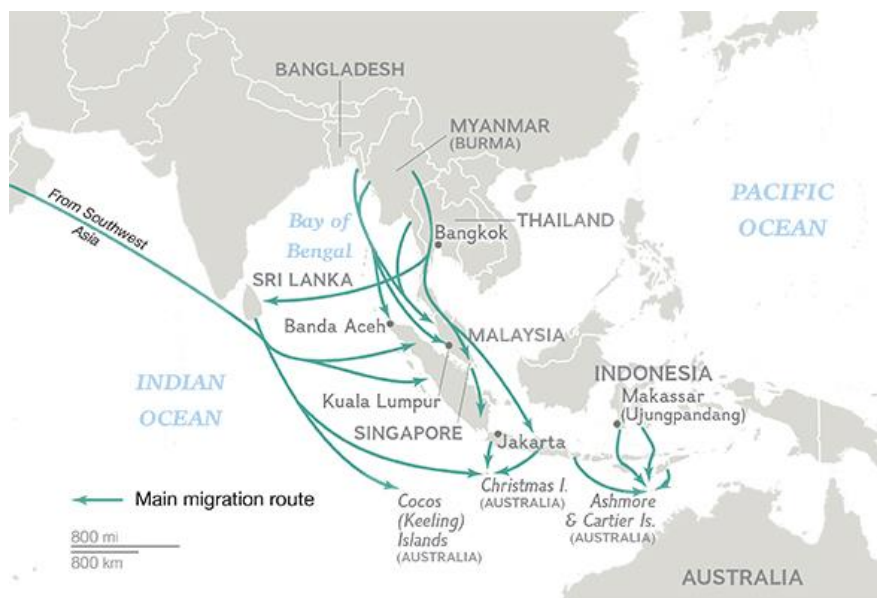 BANGLADESH
MYANMAR
(BURMA)
From Southwest
Asia
Bay of
Bengal
THAILAND
Bangkok
PACIFIC
OCEAN
SRI LANKA
Banda Aceh
MALAYSIA
INDIAN
OCEAN
Kuala Lumpur
INDONESIA
Makassar
(Ujungpandang)
SINGAPORE
Jakarta
Main migration route
Cocos
(Keeling)
Islands
(AUSTRALIA)
Christmas I.
(AUSTRALIA)
Ashmore
& Cartier Is.
(AUSTRALIA)
800 mi
800 km
AUSTRALIA